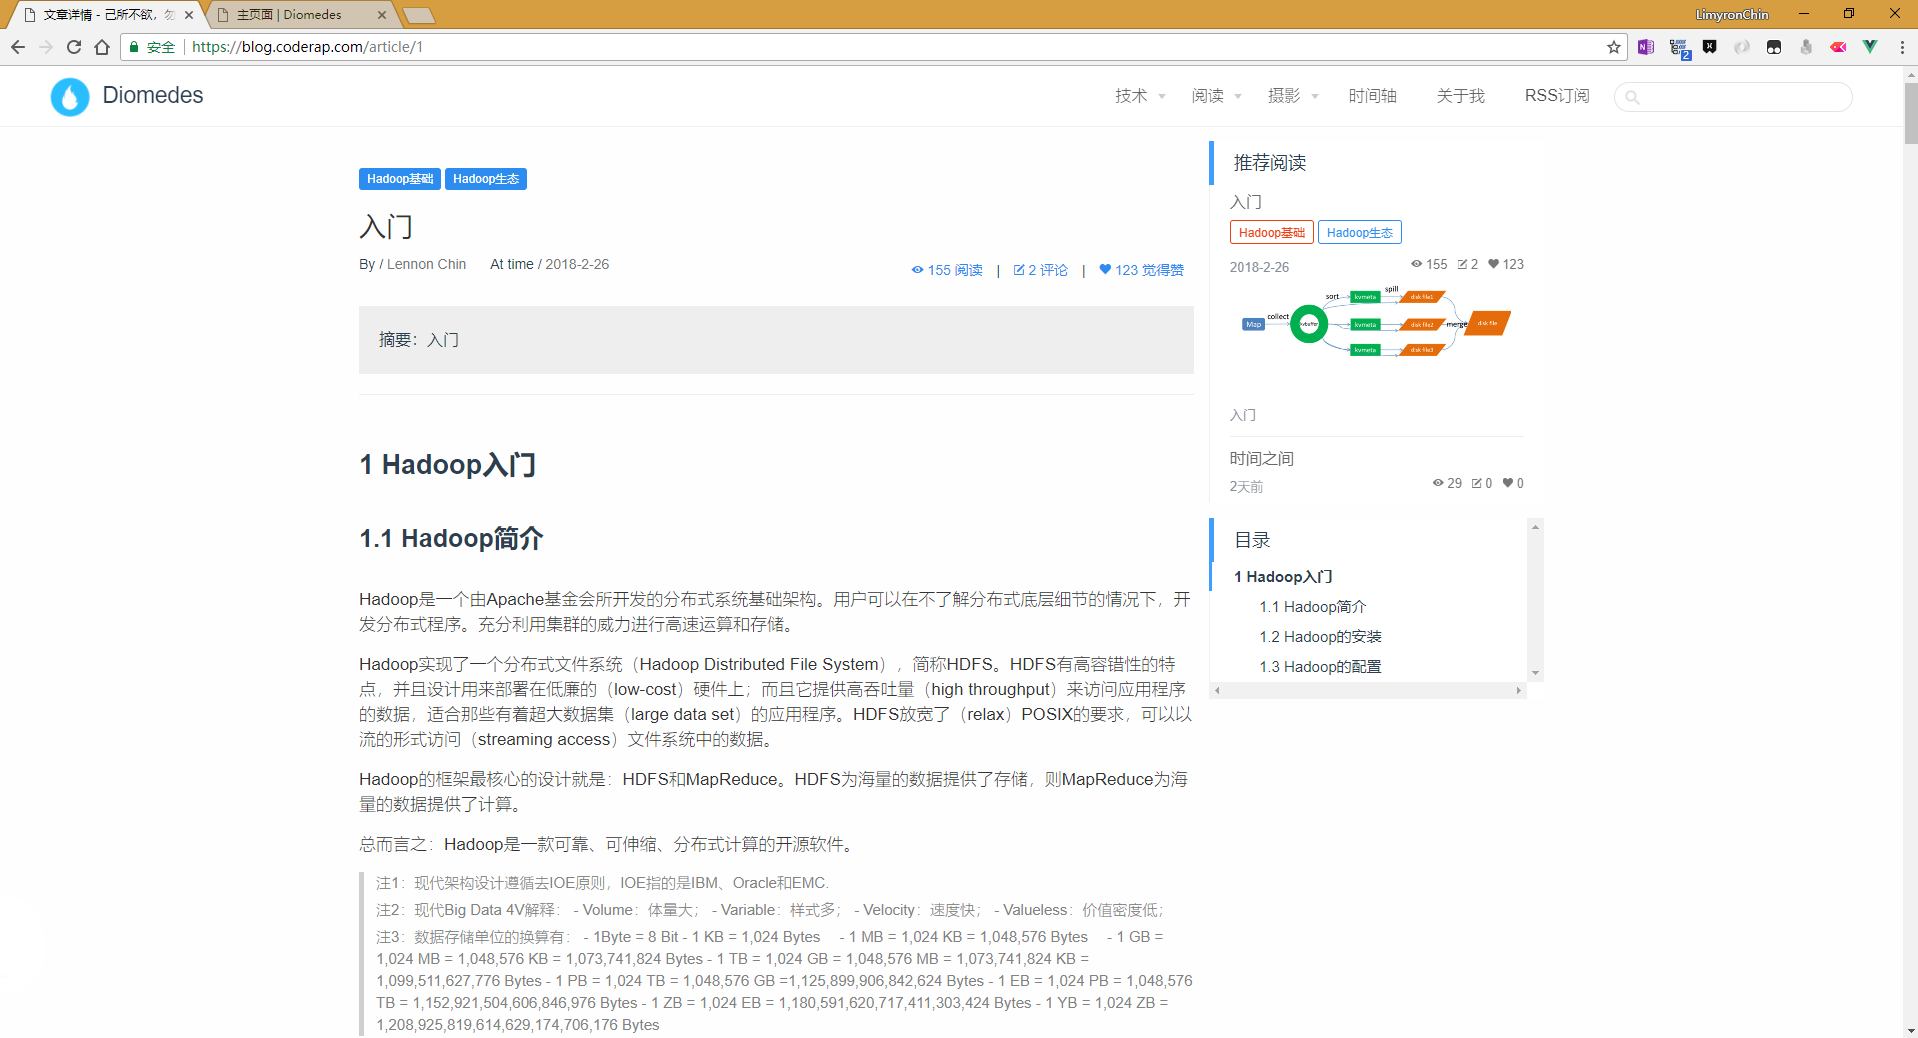 文章详情 - 己所不欲，勿
主页面 | Diomedes
LimyronChin
安全
https://blog.coderap.com/article/1
2
Diomedes
技术
阅读
摄影
时间轴
关于我
RSS订阅
Hadoop基础
Hadoop生态
入门
By / Lennon Chin
At time / 2018-2-26
155 阅读 | 2 评论 | 123 觉得赞
摘要：入门
1 Hadoop入门
1.1 Hadoop简介
Hadoop是一个由Apache基金会所开发的分布式系统基础架构。用户可以在不了解分布式底层细节的情况下，开
发分布式程序。充分利用集群的威力进行高速运算和存储。
Hadoop实现了一个分布式文件系统（Hadoop Distributed File System），简称HDFS。HDFS有高容错性的特
点，并且设计用来部署在低廉的（low-cost）硬件上；而且它提供高吞吐量（high throughput）来访问应用程序
的数据，适合那些有着超大数据集（large data set）的应用程序。HDFS放宽了（relax）POSIX的要求，可以以
流的形式访问（streaming access）文件系统中的数据。
Hadoop的框架最核心的设计就是：HDFS和MapReduce。HDFS为海量的数据提供了存储，则MapReduce为海
量的数据提供了计算。
总而言之：Hadoop是一款可靠、可伸缩、分布式计算的开源软件。
注1：现代架构设计遵循去IOE原则，IOE指的是IBM、Oracle和EMC.
注2：现代Big Data 4V解释： - Volume：体量大； - Variable：样式多； - Velocity：速度快； - Valueless：价值密度低；
注3：数据存储单位的换算有： - 1Byte = 8 Bit - 1 KB = 1,024 Bytes - 1 MB = 1,024 KB = 1,048,576 Bytes - 1 GB =
1,024 MB = 1,048,576 KB = 1,073,741,824 Bytes - 1 TB = 1,024 GB = 1,048,576 MB = 1,073,741,824 KB =
1,099,511,627,776 Bytes - 1 PB = 1,024 TB = 1,048,576 GB =1,125,899,906,842,624 Bytes - 1 EB = 1,024 PB = 1,048,576
TB = 1,152,921,504,606,846,976 Bytes - 1 ZB = 1,024 EB = 1,180,591,620,717,411,303,424 Bytes - 1 YB = 1,024 ZB =
1,208,925,819,614,629,174,706,176 Bytes
推荐阅读
入门
Hadoop基础
Hadoop生态
2018-2-26
155 2 123
Map
collect
kvbuffer
sort
spill
kvmeta
disk file1
kvmeta
disk file2
kvmeta
disk file3
merge
disk file
入门
时间之间
2天前
29 0 0
目录
1 Hadoop入门
1.1 Hadoop简介
1.2 Hadoop的安装
1.3 Hadoop的配置